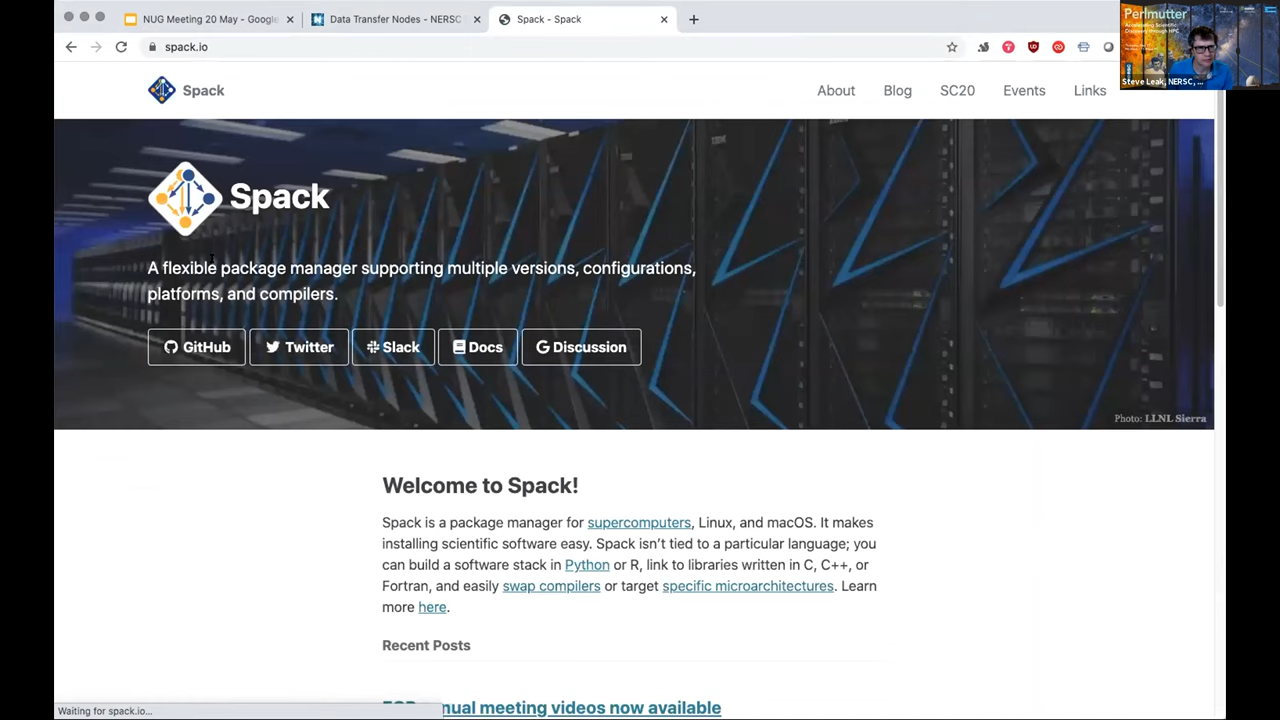 NUG Meeting 20 May - Google
Data Transfer Nodes - NERSC
Spack - Spack
spack.io
Perlmutter
Steve Leak, NERSC, ...
Spack
About
Blog
SC20
Events
Links
Spack
A flexible package manager supporting multiple versions, configurations,
platforms, and compilers.
GitHub
Twitter
Slack
Docs
Discussion
Photo: LLNL Sierra
Welcome to Spack!
Spack is a package manager for supercomputers, Linux, and macOS. It makes
installing scientific software easy. Spack isn't tied to a particular language; you
can build a software stack in Python or R, link to libraries written in C, C++, or
Fortran, and easily swap compilers or target specific microarchitectures. Learn
more here.
Recent Posts
annual meeting videos now available
Waiting for spack.io...